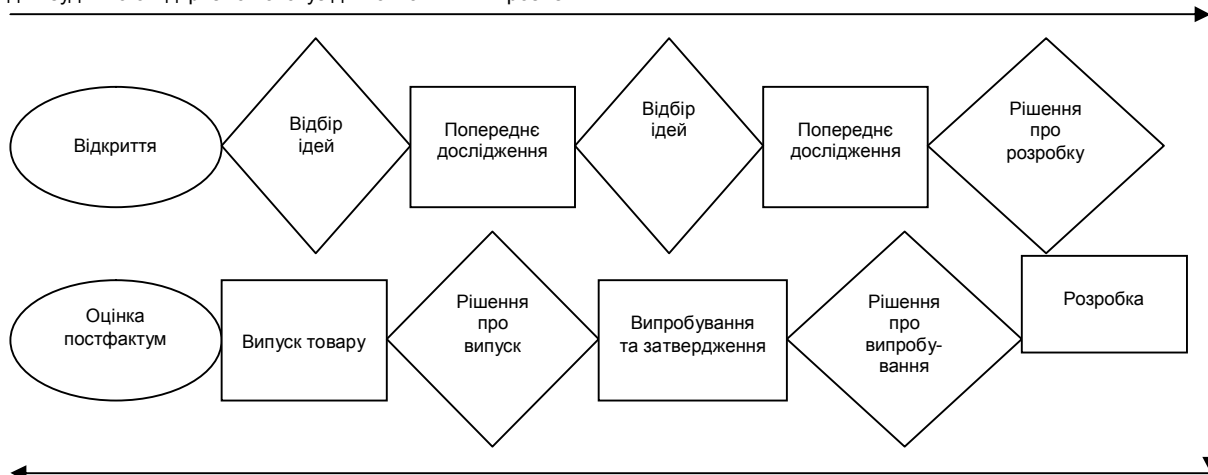 Відкриття
Відбір
ідей
Попереднє
дослідження
Відбір
ідей
Попереднє
дослідження
Рішення
про
розробку
Розробка
Рішення
про
випробу-
вання
Випробування
та затвердження
Рішення
про
випуск
Випуск товару
Оцінка
постфактум